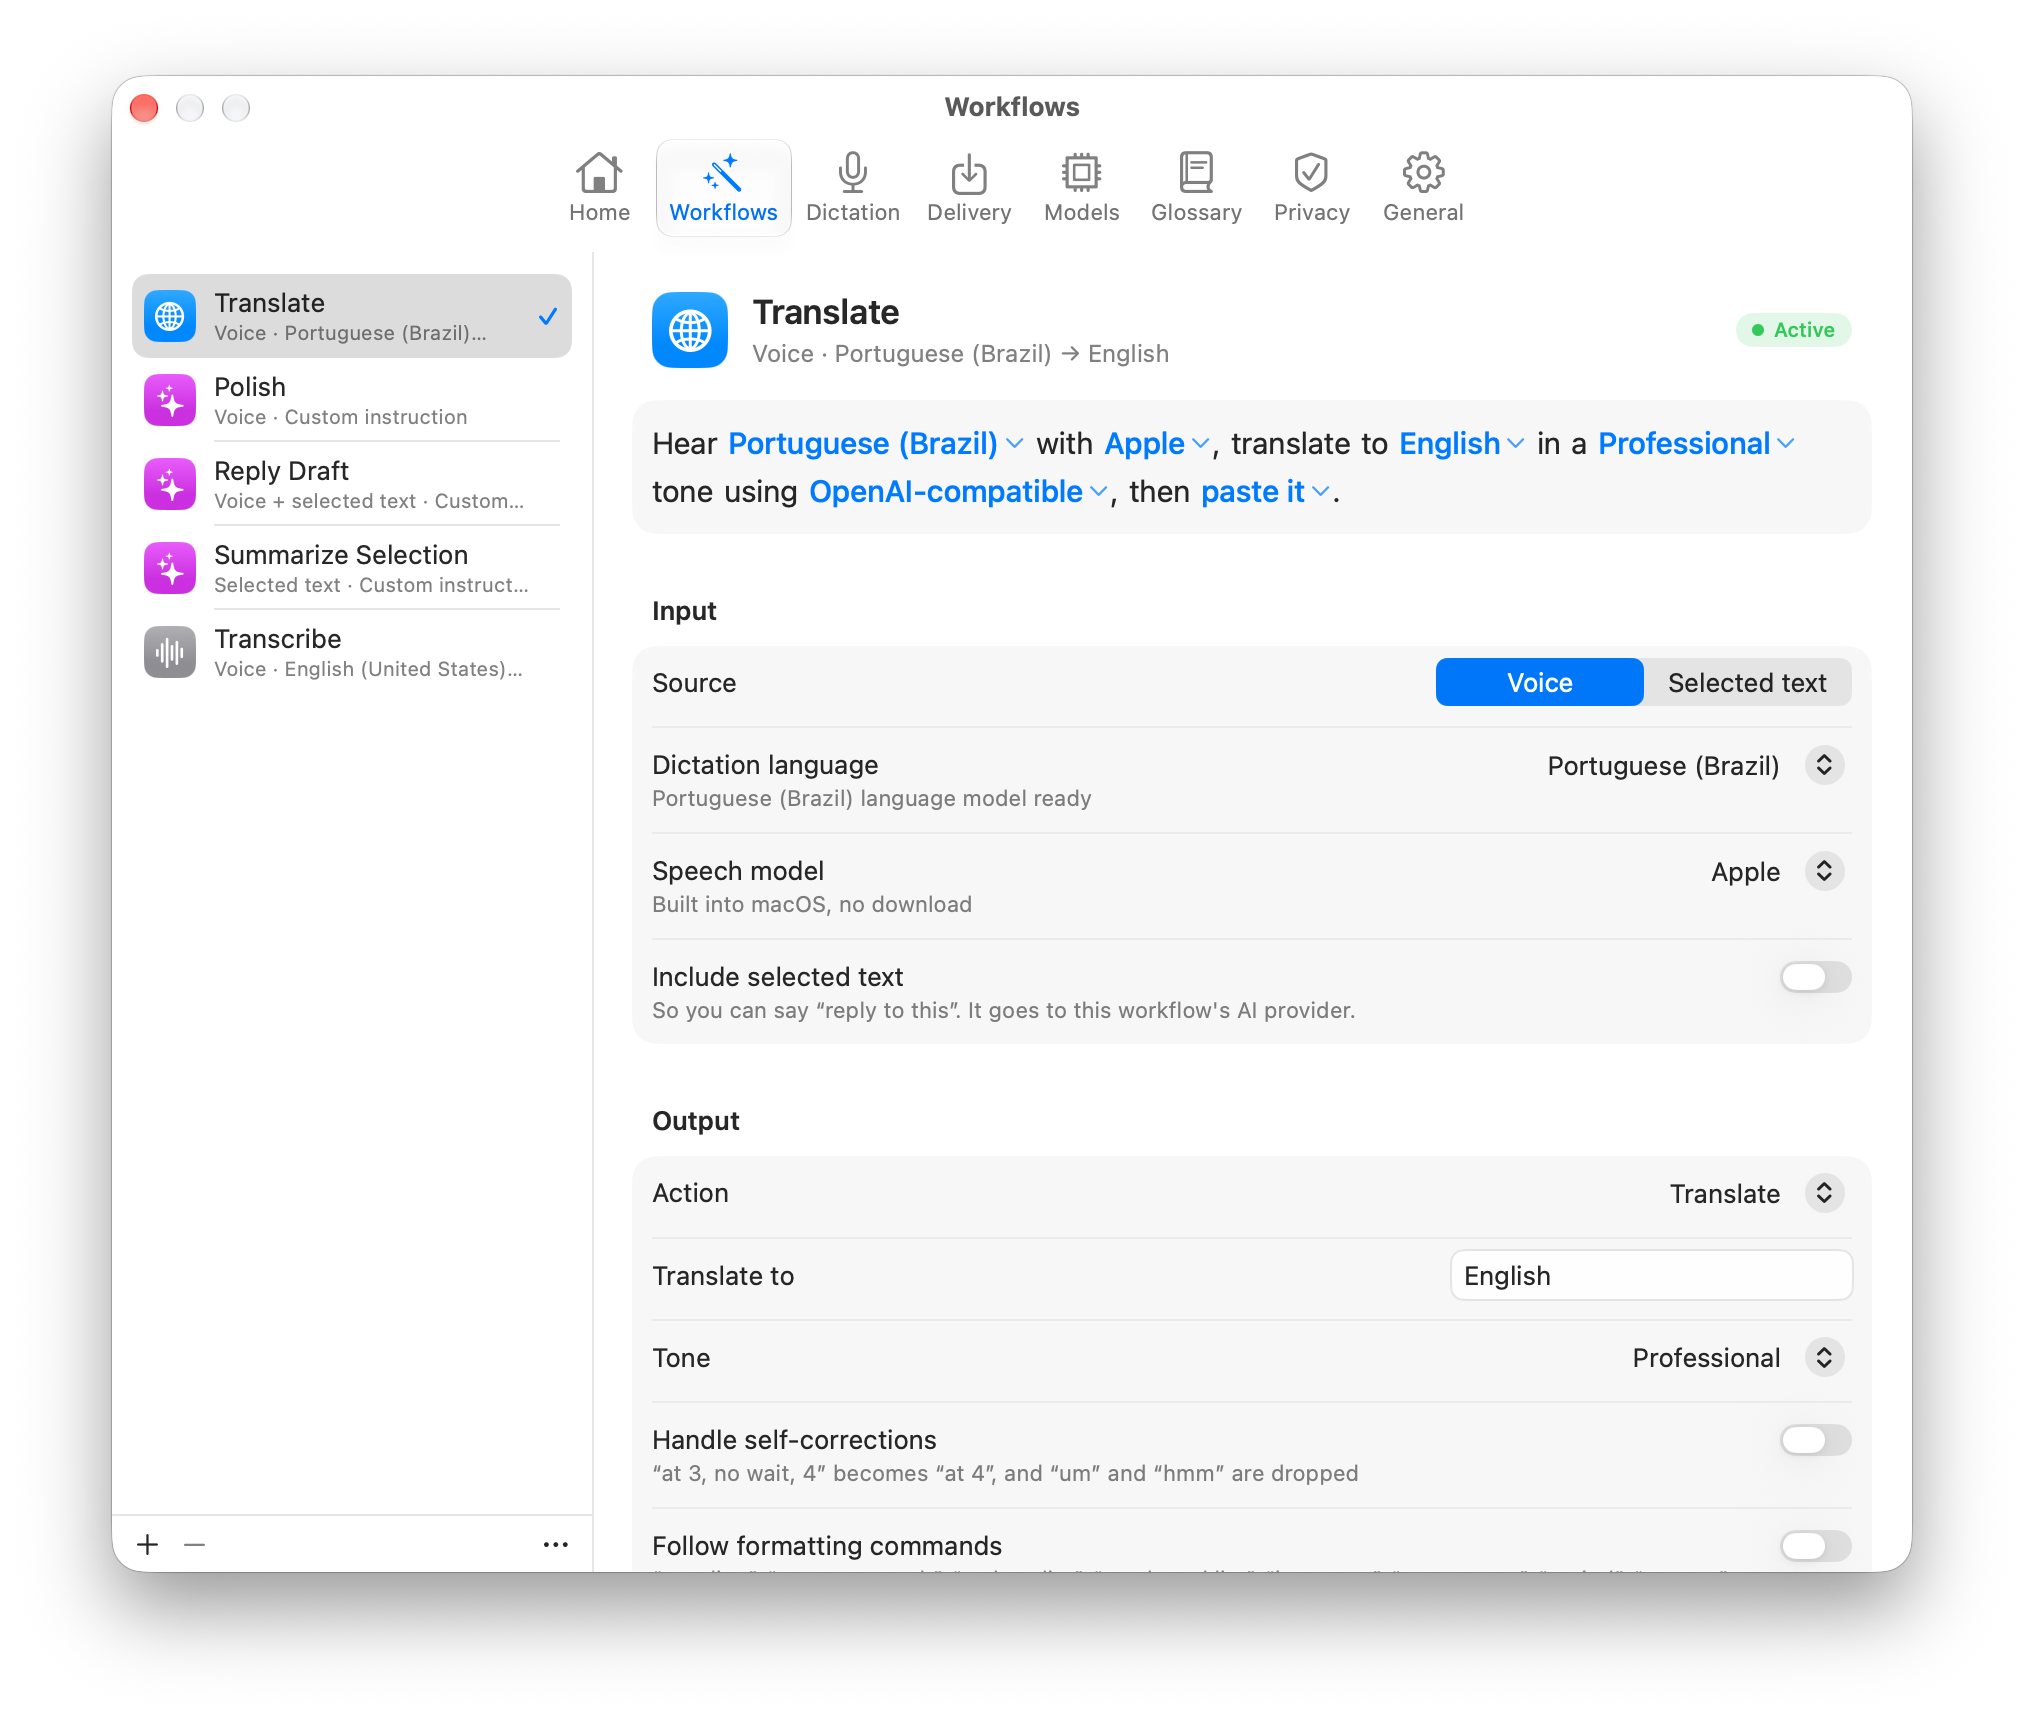 Workflows
Home
Workflows
Dictation
Delivery
Models
Glossary
Privacy
General
Translate
Voice · Portuguese (Brazil)...
Polish
Voice · Custom instruction
Reply Draft
Voice + selected text · Custom...
Summarize Selection
Selected text · Custom instruct...
Transcribe
Voice · English (United States)...
Translate
Voice · Portuguese (Brazil) → English
Active
Hear Portuguese (Brazil) with Apple, translate to English in a Professional
tone using OpenAI-compatible, then paste it.
Input
Source
Voice
Selected text
Dictation language
Portuguese (Brazil) language model ready
Portuguese (Brazil)
Speech model
Built into macOS, no download
Apple
Include selected text
So you can say “reply to this”. It goes to this workflow's AI provider.
Output
Action
Translate
Translate to
English
Tone
Professional
Handle self-corrections
“at 3, no wait, 4” becomes “at 4”, and “um” and “hmm” are dropped
Follow formatting commands